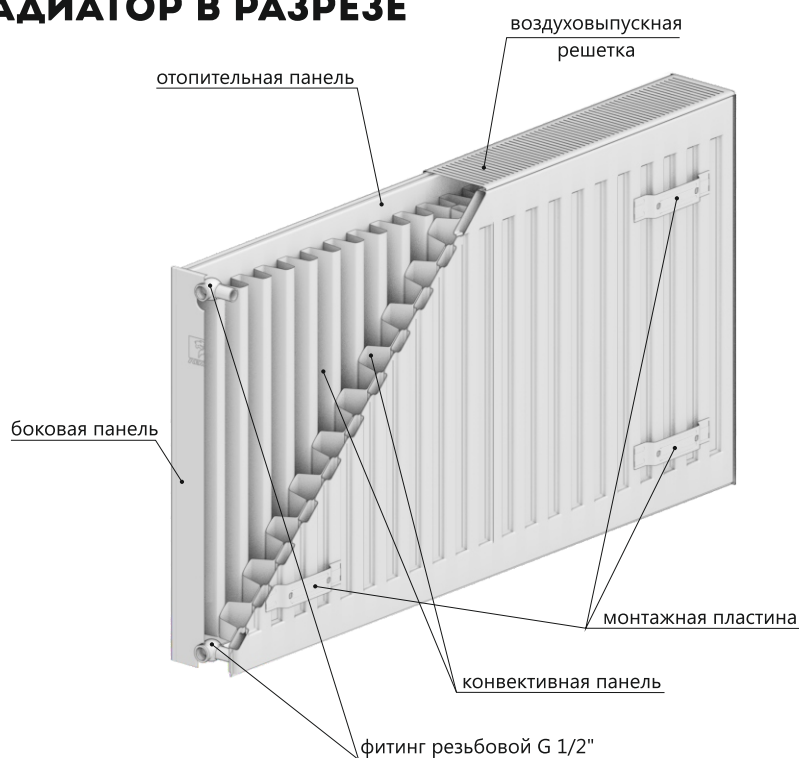 АДИАТОР В РАЗРЕЗЕ
воздуховыпускная
решетка
отопительная панель
боковая панель
монтажная пластина
конвективная панель
фитинг резьбовой G 1/2"